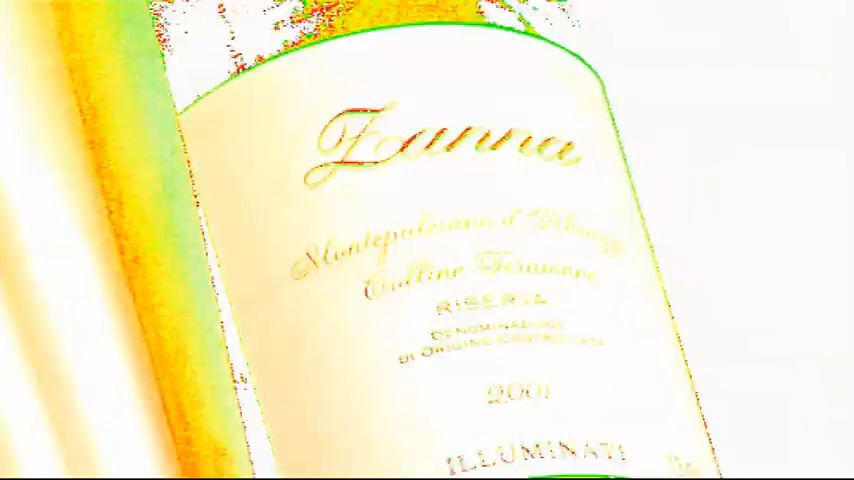 Zanna
Montepulciano d'Abruzzo
Colline Teramane
RISERVA
DENOMINAZIONE
DI ORIGINE CONTROLLATA
2001
ILLUMINATI